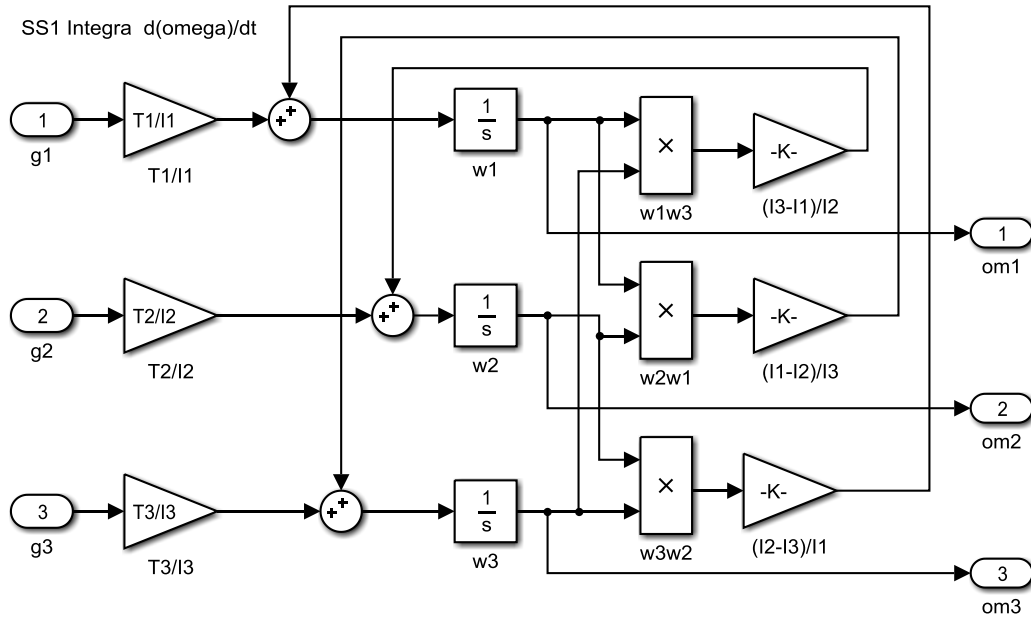 SS1 Integra d(omega)/dt
1
g1
T1/I1
T1/I1
++
1
s
w1
×
w1w3
-K-
(I3-I1)/I2
1
om1
2
g2
T2/I2
T2/I2
++
1
s
w2
×
w2w1
-K-
(I1-I2)/I3
2
om2
3
g3
T3/I3
T3/I3
++
1
s
w3
×
w3w2
-K-
(I2-I3)/I1
3
om3